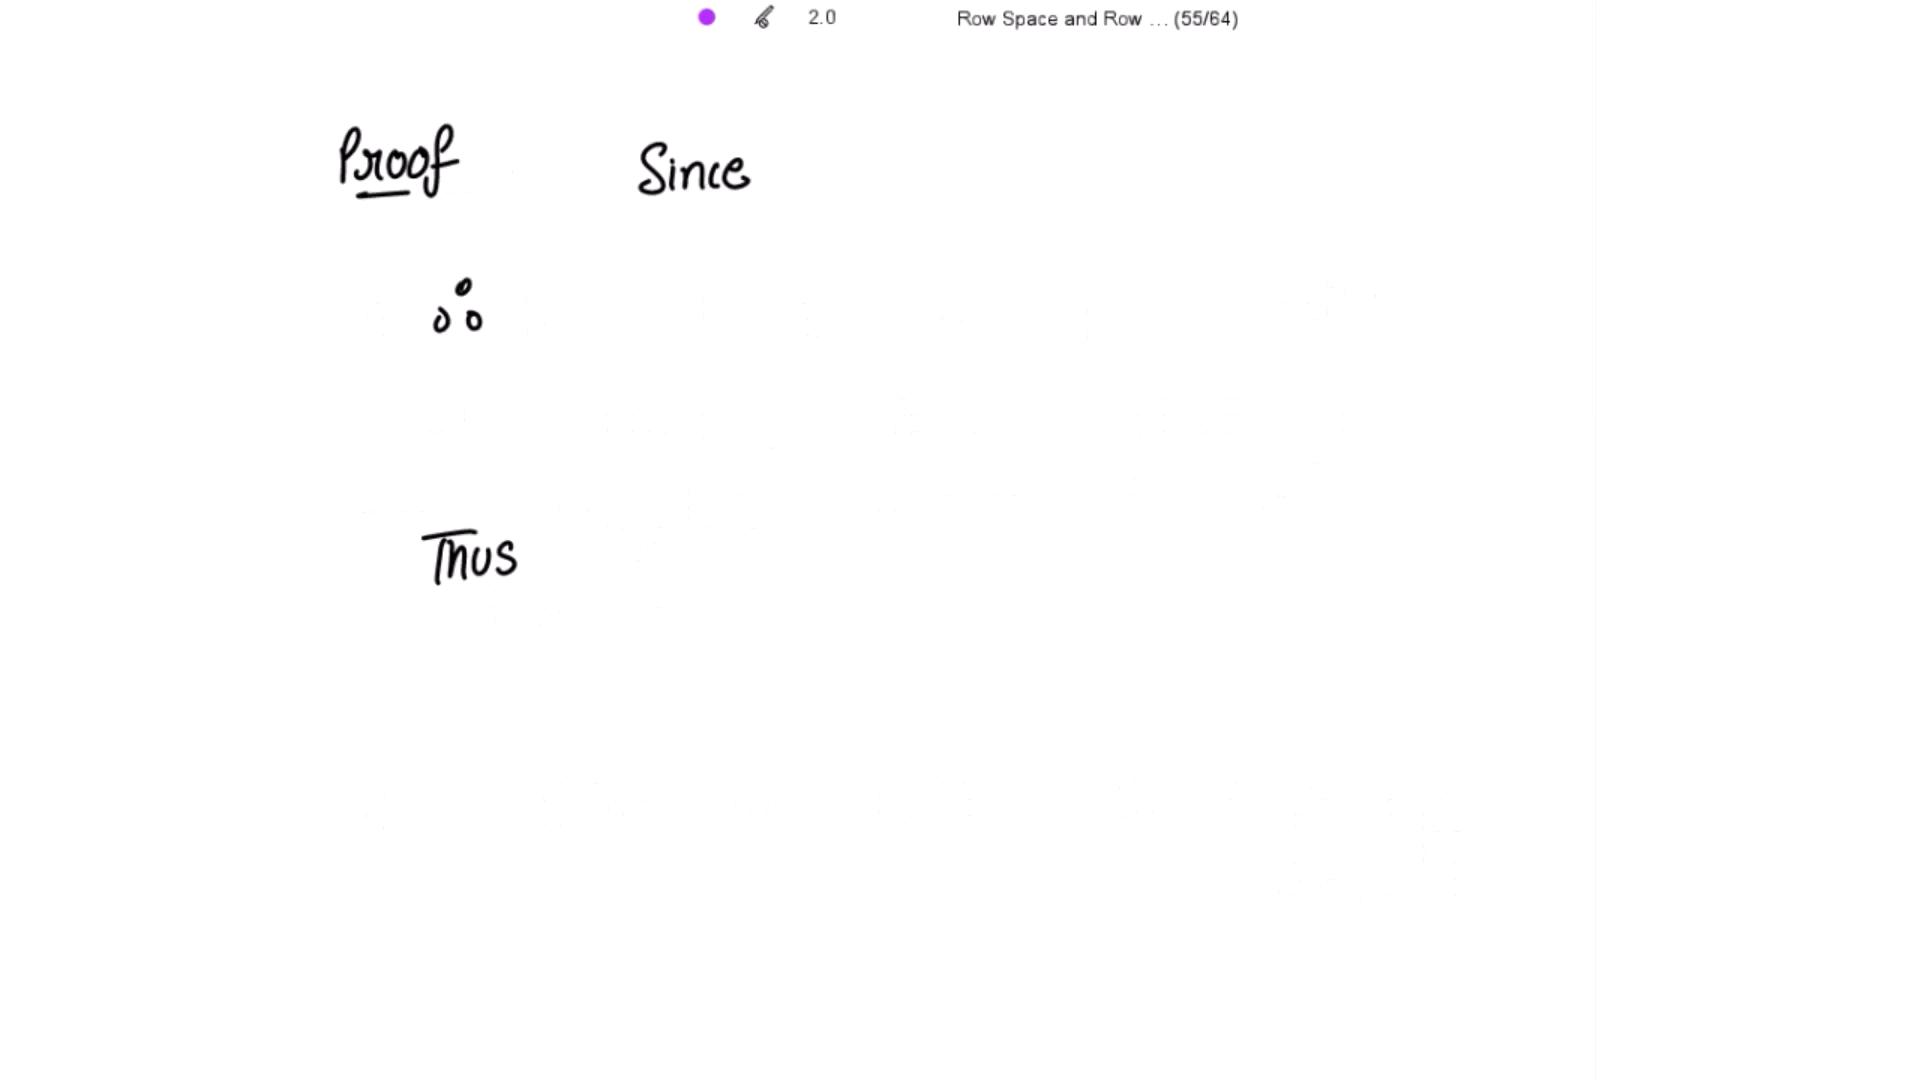 2.0 Row Space and Row ... (55/64)
Proof Since
∴
Thus